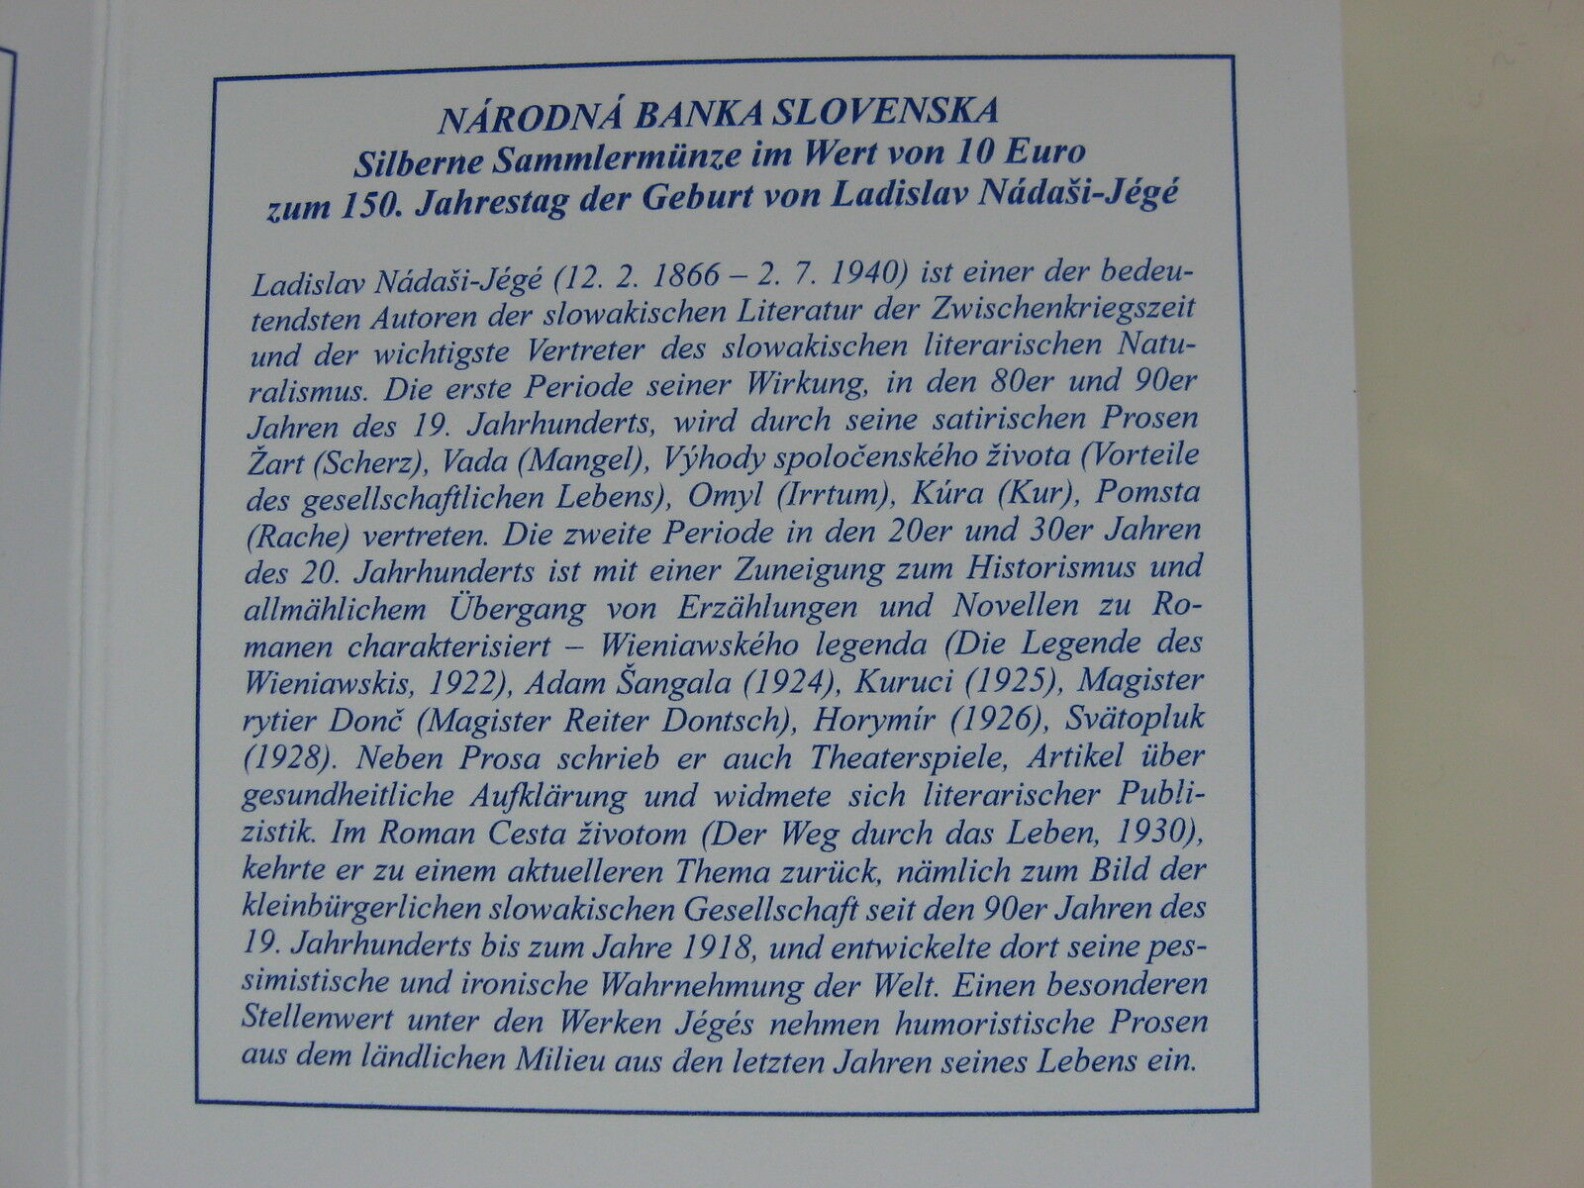 NÁRODNÁ BANKA SLOVENSKA
Silberne Sammlermünze im Wert von 10 Euro
zum 150. Jahrestag der Geburt von Ladislav Nádaši-Jégé
Ladislav Nádaši-Jégé (12. 2. 1866 – 2. 7. 1940) ist einer der bedeu-
tendsten Autoren der slowakischen Literatur der Zwischenkriegszeit
und der wichtigste Vertreter des slowakischen literarischen Natu-
ralismus. Die erste Periode seiner Wirkung, in den 80er und 90er
Jahren des 19. Jahrhunderts, wird durch seine satirischen Prosen
Žart (Scherz), Vada (Mangel), Výhody spoločenského života (Vorteile
des gesellschaftlichen Lebens), Omyl (Irrtum), Kúra (Kur), Pomsta
(Rache) vertreten. Die zweite Periode in den 20er und 30er Jahren
des 20. Jahrhunderts ist mit einer Zuneigung zum Historismus und
allmählichem Übergang von Erzählungen und Novellen zu Ro-
manen charakterisiert – Wieniawského legenda (Die Legende des
Wieniawskis, 1922), Adam Šangala (1924), Kuruci (1925), Magister
rytier Donč (Magister Reiter Dontsch), Horymír (1926), Svätopluk
(1928). Neben Prosa schrieb er auch Theaterspiele, Artikel über
gesundheitliche Aufklärung und widmete sich literarischer Publi-
zistik. Im Roman Cesta životom (Der Weg durch das Leben, 1930),
kehrte er zu einem aktuelleren Thema zurück, nämlich zum Bild der
kleinbürgerlichen slowakischen Gesellschaft seit den 90er Jahren des
19. Jahrhunderts bis zum Jahre 1918, und entwickelte dort seine pes-
simistische und ironische Wahrnehmung der Welt. Einen besonderen
Stellenwert unter den Werken Jégés nehmen humoristische Prosen
aus dem ländlichen Milieu aus den letzten Jahren seines Lebens ein.